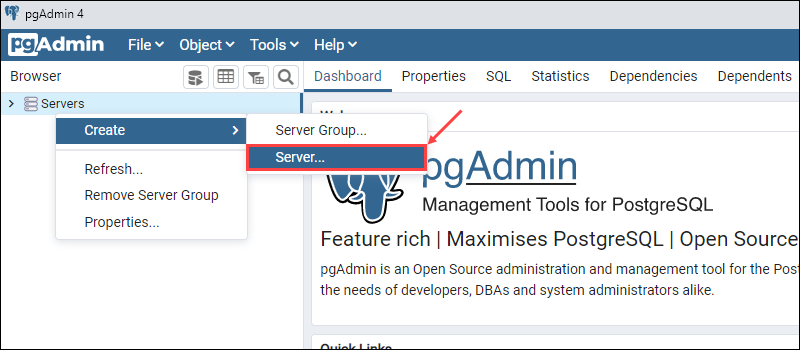 pgAdmin 4
pgAdmin File Object Tools Help
Browser Dashboard Properties SQL Statistics Dependencies Dependents
Servers
Create
Server Group...
Server...
Refresh...
Remove Server Group
Properties...
pgAdmin
Management Tools for PostgreSQL
Feature rich | Maximises PostgreSQL | Open Source
pgAdmin is an Open Source administration and management tool for the
the needs of developers, DBAs and system administrators alike.
Quick Links